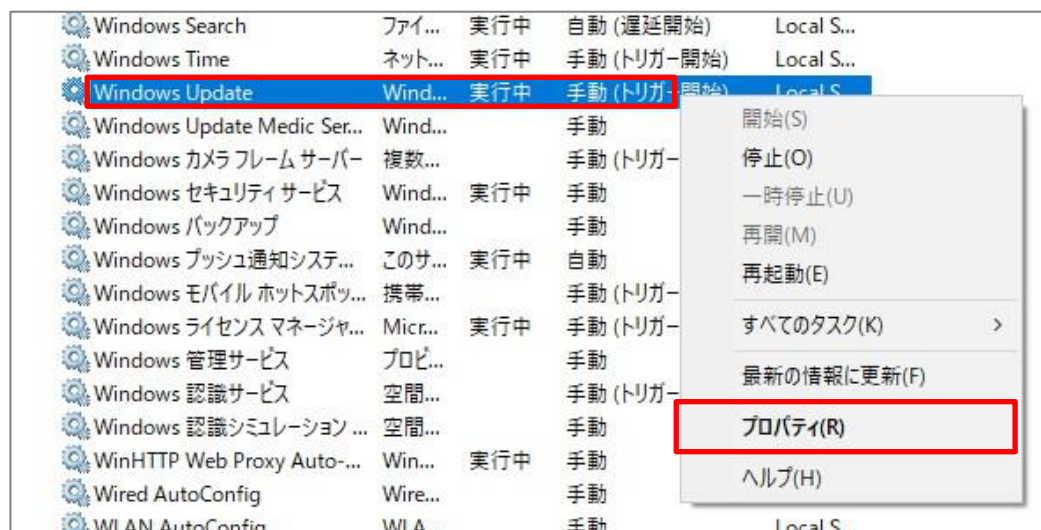 Windows Search ファイ... 実行中 自動 (遅延開始) Local S...
Windows Time ネット... 実行中 手動 (トリガー開始) Local S...
Windows Update Wind... 実行中 手動 (トリガー開始) Local S
Windows Update Medic Ser... Wind... 手動
Windows カメラ フレーム サーバー 複数... 手動 (トリガー
Windows セキュリティ サービス Wind... 実行中 手動
Windows バックアップ Wind... 手動
Windows プッシュ通知システ... このサ... 実行中 自動
Windows モバイル ホットスポッ... 携帯... 手動 (トリガー
Windows ライセンス マネージャ... Micr... 実行中 手動 (トリガー
Windows 管理サービス プロビ... 手動
Windows 認識サービス 空間... 手動 (トリガー
Windows 認識シミュレーション ... 空間... 手動
WinHTTP Web Proxy Auto-... Win... 実行中 手動
Wired AutoConfig Wire... 手動
WLAN AutoConfig WLA... 手動 Local S...
開始(S)
停止(O)
一時停止(U)
再開(M)
再起動(E)
すべてのタスク(K)
最新の情報に更新(F)
プロパティ(R)
ヘルプ(H)